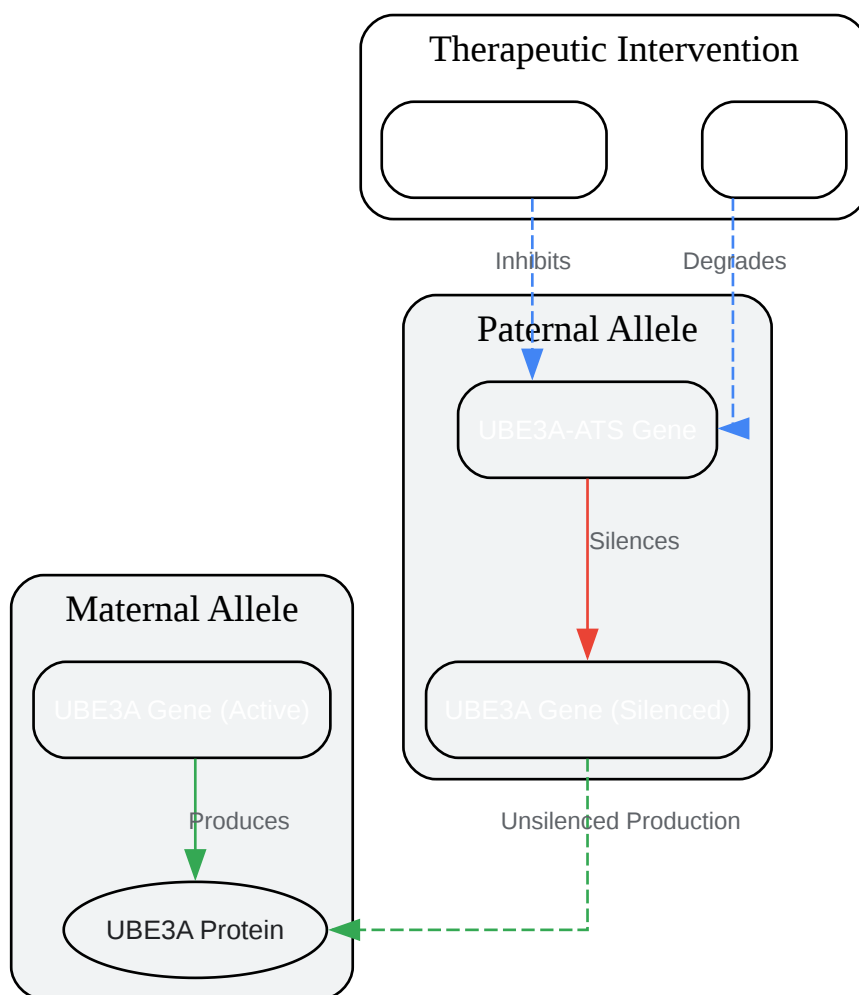 Therapeutic Intervention
Inhibits
Degrades
Paternal Allele
UBE3A-ATS Gene
Silences
Maternal Allele
UBE3A Gene (Active)
UBE3A Gene (Silenced)
Produces
Unsilenced Production
UBE3A Protein